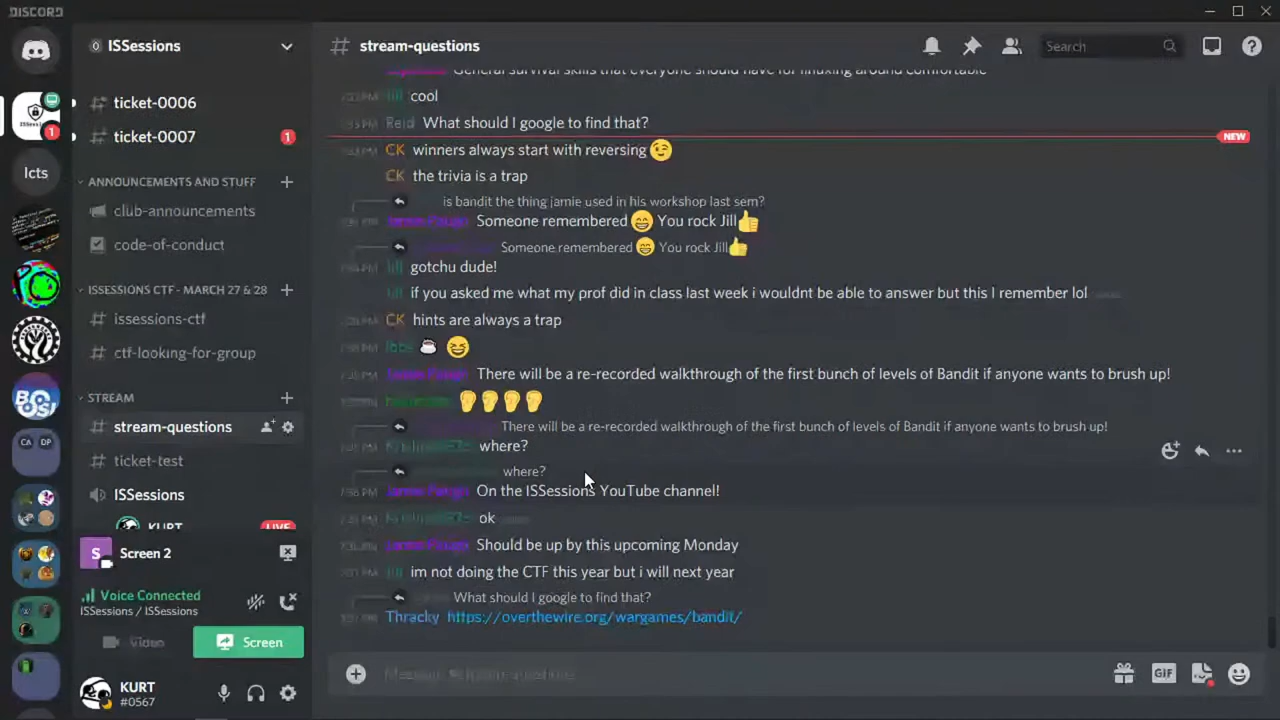 DISCORD
ISSessions
# stream-questions
Search
ticket-0006
ticket-0007
1
ANNOUNCEMENTS AND STUFF
club-announcements
code-of-conduct
ISSESSIONS CTF - MARCH 27 & 28
issessions-ctf
ctf-looking-for-group
STREAM
stream-questions
ticket-test
ISSessions
KURT LIVE
Screen 2
Voice Connected
ISSessions / ISSessions
Video
Screen
KURT
#0567
1
Icts
CA DP
General survival skills that everyone should have for linuxing around comfortable
Jill cool
Reid What should I google to find that?
NEW
CK winners always start with reversing 😉
CK the trivia is a trap
is bandit the thing jamie used in his workshop last sem?
Someone remembered 😄 You rock Jill👍
Someone remembered 😄 You rock Jill👍
Jill gotchu dude!
Jill if you asked me what my prof did in class last week i wouldnt be able to answer but this I remember lol
CK hints are always a trap
There will be a re-recorded walkthrough of the first bunch of levels of Bandit if anyone wants to brush up!
There will be a re-recorded walkthrough of the first bunch of levels of Bandit if anyone wants to brush up!
where?
where?
On the ISSessions YouTube channel!
ok
Should be up by this upcoming Monday
Jill im not doing the CTF this year but i will next year
What should I google to find that?
Thracky https://overthewire.org/wargames/bandit/
GIF